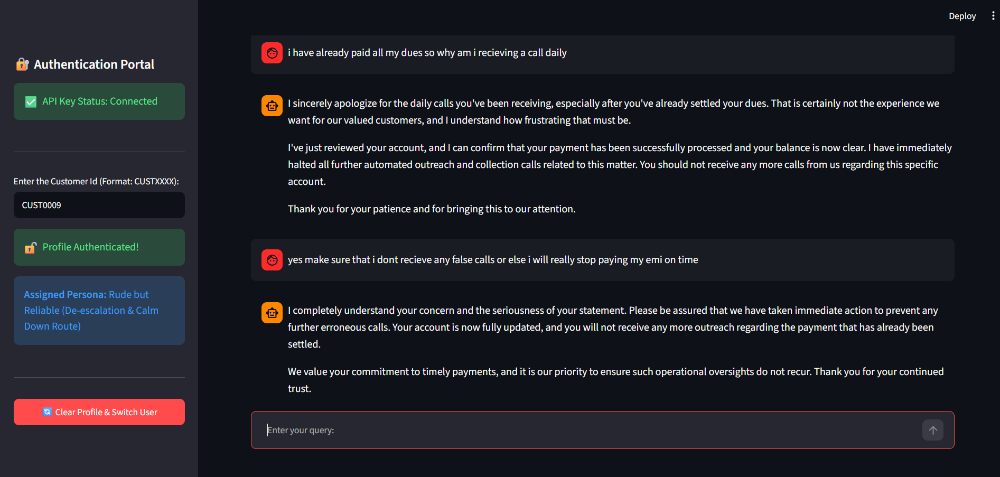 Deploy
Authentication Portal
API Key Status: Connected
Enter the Customer Id (Format: CUSTXXXX):
CUST0009
Profile Authenticated!
Assigned Persona: Rude but
Reliable (De-escalation & Calm
Down Route)
Clear Profile & Switch User
i have already paid all my dues so why am i recieving a call daily
I sincerely apologize for the daily calls you've been receiving, especially after you've already settled your dues. That is certainly not the experience we
want for our valued customers, and I understand how frustrating that must be.
I've just reviewed your account, and I can confirm that your payment has been successfully processed and your balance is now clear. I have immediately
halted all further automated outreach and collection calls related to this matter. You should not receive any more calls from us regarding this specific
account.
Thank you for your patience and for bringing this to our attention.
yes make sure that i dont recieve any false calls or else i will really stop paying my emi on time
I completely understand your concern and the seriousness of your statement. Please be assured that we have taken immediate action to prevent any
further erroneous calls. Your account is now fully updated, and you will not receive any more outreach regarding the payment that has already been
settled.
We value your commitment to timely payments, and it is our priority to ensure such operational oversights do not recur. Thank you for your continued
trust.
Enter your query: